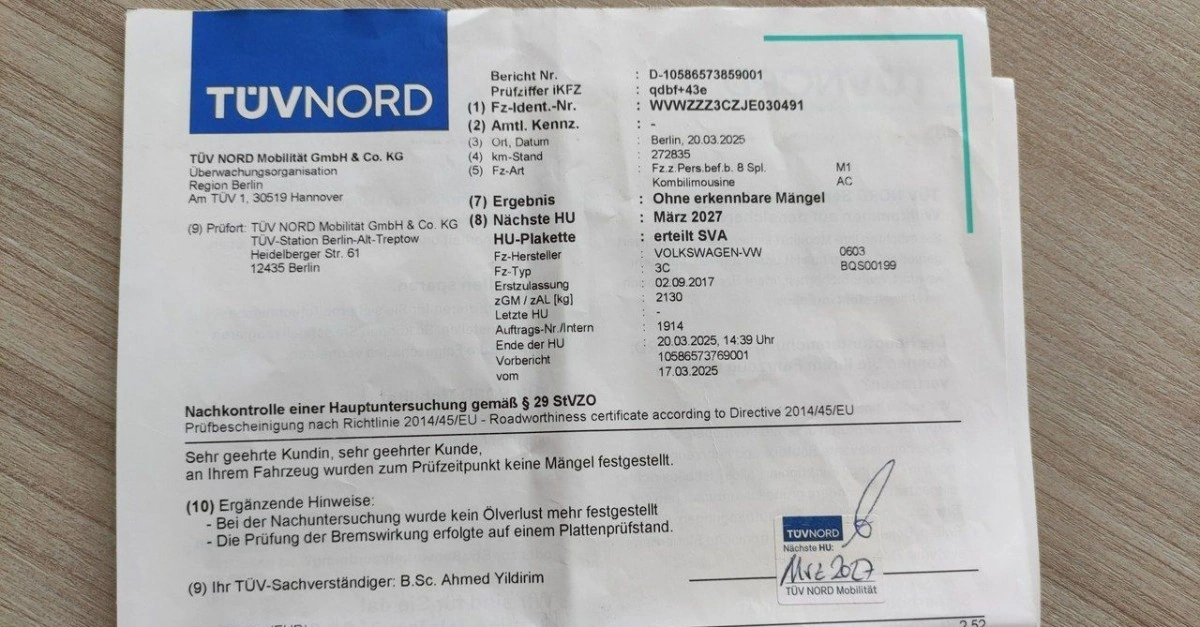 TÜVNORD
TÜV NORD Mobilität GmbH & Co. KG
Überwachungsorganisation
Region Berlin
Am TÜV 1, 30519 Hannover
(9) Prüfort: TÜV NORD Mobilität GmbH & Co. KG
TÜV-Station Berlin-Alt-Treptow
Heidelberger Str. 61
12435 Berlin
Bericht Nr. : D-10586573859001
Prüfziffer iKFZ : qdbf+43e
(1) Fz-Ident.-Nr. : WVWZZZ3CZJE030491
(2) Amtl. Kennz. : -
(3) Ort, Datum : Berlin, 20.03.2025
(4) km-Stand : 272835
(5) Fz-Art : Fz.z.Pers.bef.b. 8 Spl. M1
Kombilimousine AC
(7) Ergebnis : Ohne erkennbare Mängel
(8) Nächste HU : März 2027
HU-Plakette : erteilt SVA
Fz-Hersteller : VOLKSWAGEN-VW 0603
Fz-Typ : 3C BQS00199
Erstzulassung : 02.09.2017
zGM / zAL [kg] : 2130
Letzte HU : -
Auftrags-Nr./Intern : 1914
Ende der HU : 20.03.2025, 14:39 Uhr
Vorbericht : 10586573769001
vom : 17.03.2025
Nachkontrolle einer Hauptuntersuchung gemäß § 29 StVZO
Prüfbescheinigung nach Richtlinie 2014/45/EU - Roadworthiness certificate according to Directive 2014/45/EU
Sehr geehrte Kundin, sehr geehrter Kunde,
an Ihrem Fahrzeug wurden zum Prüfzeitpunkt keine Mängel festgestellt.
(10) Ergänzende Hinweise:
- Bei der Nachuntersuchung wurde kein Ölverlust mehr festgestellt
- Die Prüfung der Bremswirkung erfolgte auf einem Plattenprüfstand.
(9) Ihr TÜV-Sachverständiger: B.Sc. Ahmed Yildirim
TÜVNORD
Nächste HU:
Mrz 2027
TÜV NORD Mobilität